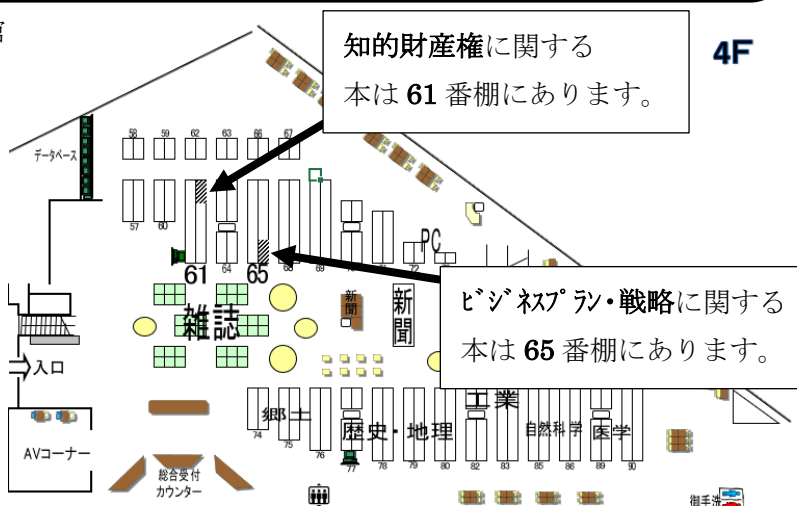 館
知的財産権に関する
本は 61 番棚にあります。
4F
データベース
58
59
62
63
66
67
57
60
61
64
65
68
69
72
PC
ビジネスプラン・戦略に関する
本は 65 番棚にあります。
雑誌
新聞
新聞
入口
工業
郷土
歴史・地理
自然科学
医学
74
75
76
77
78
79
80
82
83
85
86
89
90
AVコーナー
総合受付
カウンター
御手洗